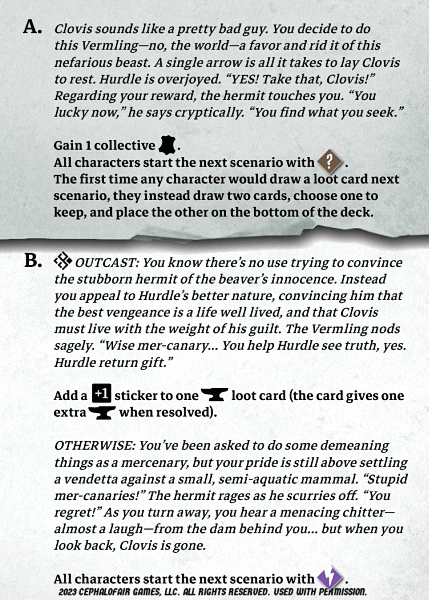 A. Clovis sounds like a pretty bad guy. You decide to do
this Vermling—no, the world—a favor and rid it of this
nefarious beast. A single arrow is all it takes to lay Clovis
to rest. Hurdle is overjoyed. “YES! Take that, Clovis!”
Regarding your reward, the hermit touches you. “You
lucky now,” he says cryptically. “You find what you seek.”
Gain 1 collective .
All characters start the next scenario with ? .
The first time any character would draw a loot card next
scenario, they instead draw two cards, choose one to
keep, and place the other on the bottom of the deck.
B. OUTCAST: You know there’s no use trying to convince
the stubborn hermit of the beaver’s innocence. Instead
you appeal to Hurdle’s better nature, convincing him that
the best vengeance is a life well lived, and that Clovis
must live with the weight of his guilt. The Vermling nods
sagely. “Wise mer-canary... You help Hurdle see truth, yes.
Hurdle return gift.”
Add a +1 sticker to one loot card (the card gives one
extra when resolved).
OTHERWISE: You’ve been asked to do some demeaning
things as a mercenary, but your pride is still above settling
a vendetta against a small, semi-aquatic mammal. “Stupid
mer-canaries!” The hermit rages as he scurries off. “You
regret!” As you turn away, you hear a menacing chitter—
almost a laugh—from the dam behind you... but when you
look back, Clovis is gone.
All characters start the next scenario with .
2023 CEPHALOFAIR GAMES, LLC. ALL RIGHTS RESERVED. USED WITH PERMISSION.